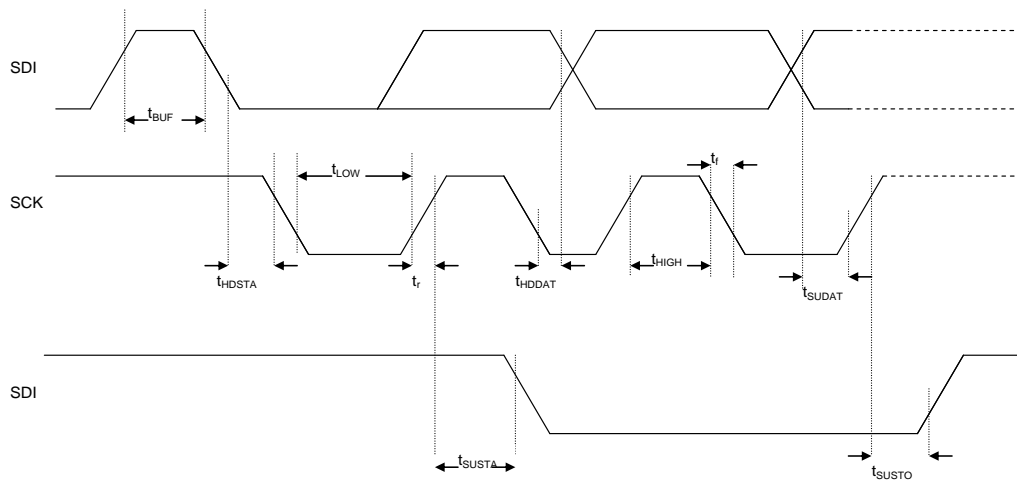 SDI
tBUF
tLOW
tf
SCK
tHDSTA
tr
tHDDAT
tHIGH
tSUDAT
SDI
tSUSTA
tSUSTO